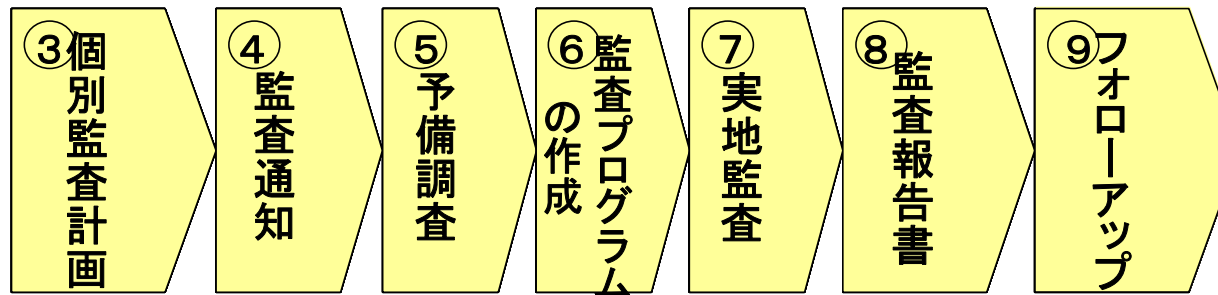 ③
個別監査計画
④
監査通知
⑤
予備調査
⑥
監査プログラム
の作成
⑦
実地監査
⑧
監査報告書
⑨
フォローアップ